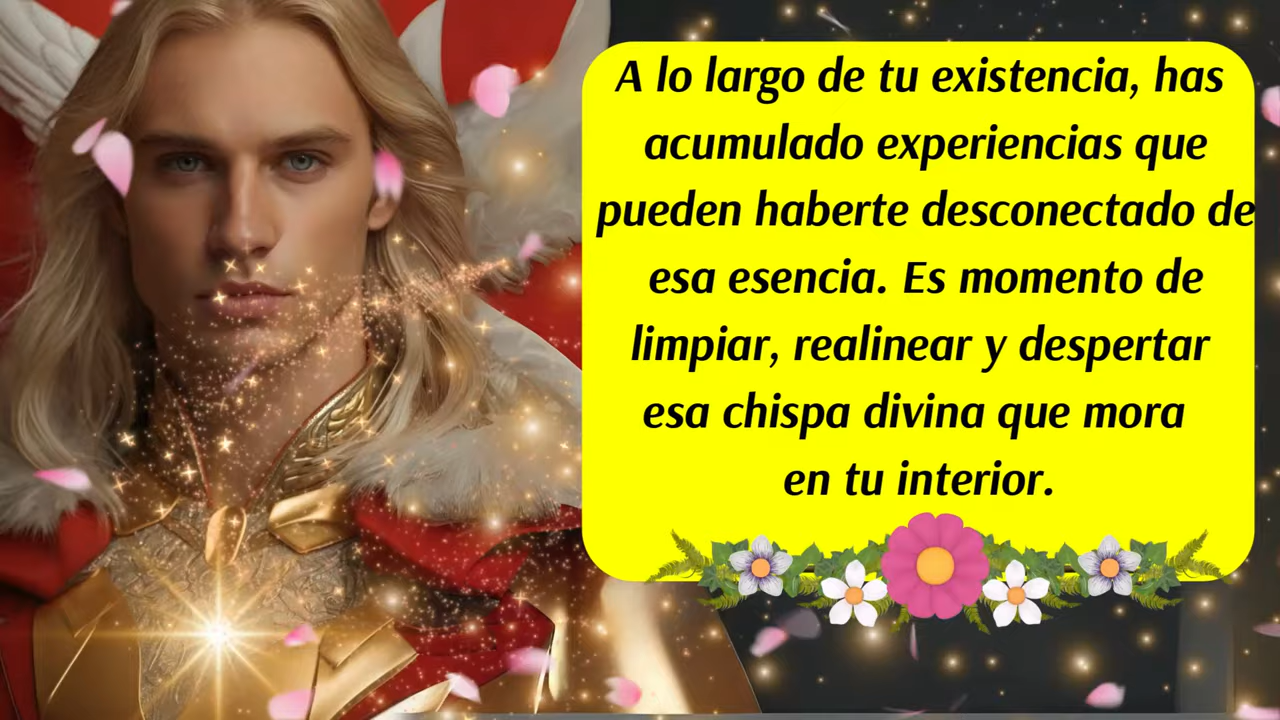 A lo largo de tu existencia, has
acumulado experiencias que
pueden haberte desconectado de
esa esencia. Es momento de
limpiar, realinear y despertar
esa chispa divina que mora
en tu interior.